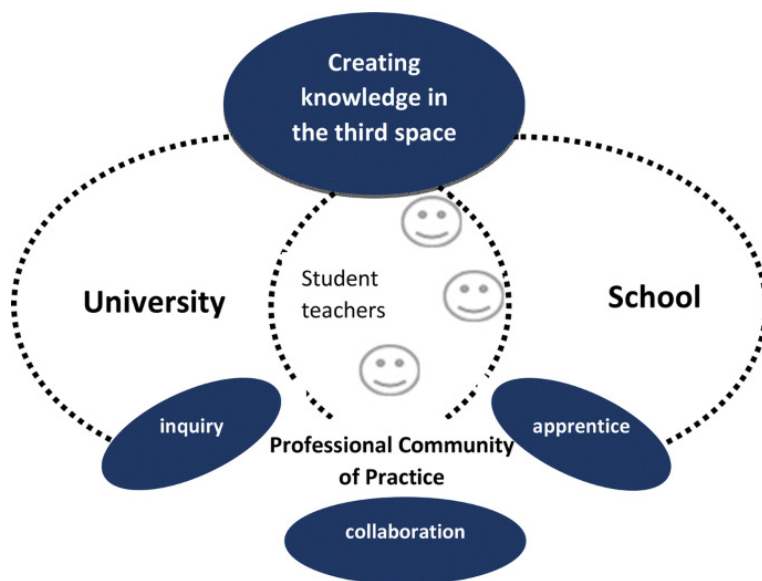 Creating
knowledge in
the third space
University
Student
teachers
School
inquiry
apprentice
Professional Community
of Practice
collaboration